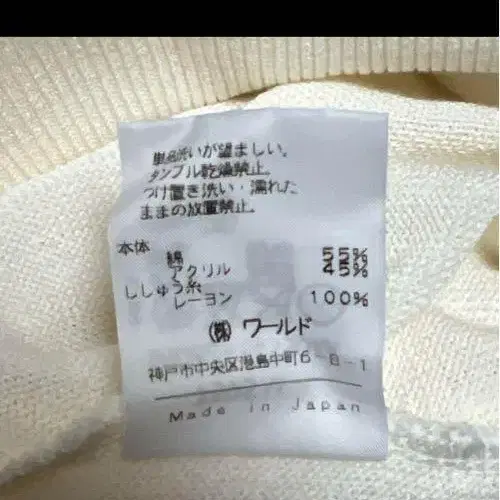 単品洗いが望ましい。
タンブル乾燥禁止。
つけ置き洗い・濡れた
ままの放置禁止。
本体
綿 55%
アクリル 45%
ししゅう糸
レーヨン 100%
㈱ ワールド
神戸市中央区港島中町6-8-1
Made in Japan